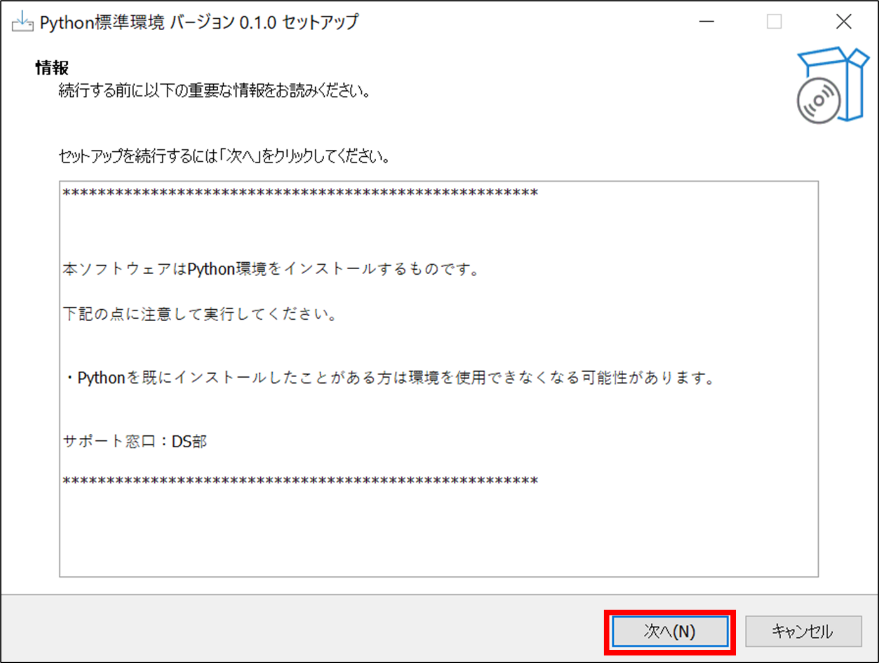 Python標準環境 バージョン 0.1.0 セットアップ
情報
続行する前に以下の重要な情報をお読みください。
セットアップを続行するには「次へ」をクリックしてください。
******************************************************
本ソフトウェアはPython環境をインストールするものです。
下記の点に注意して実行してください。
・Pythonを既にインストールしたことがある方は環境を使用できなくなる可能性があります。
サポート窓口：DS部
******************************************************
次へ(N)
キャンセル